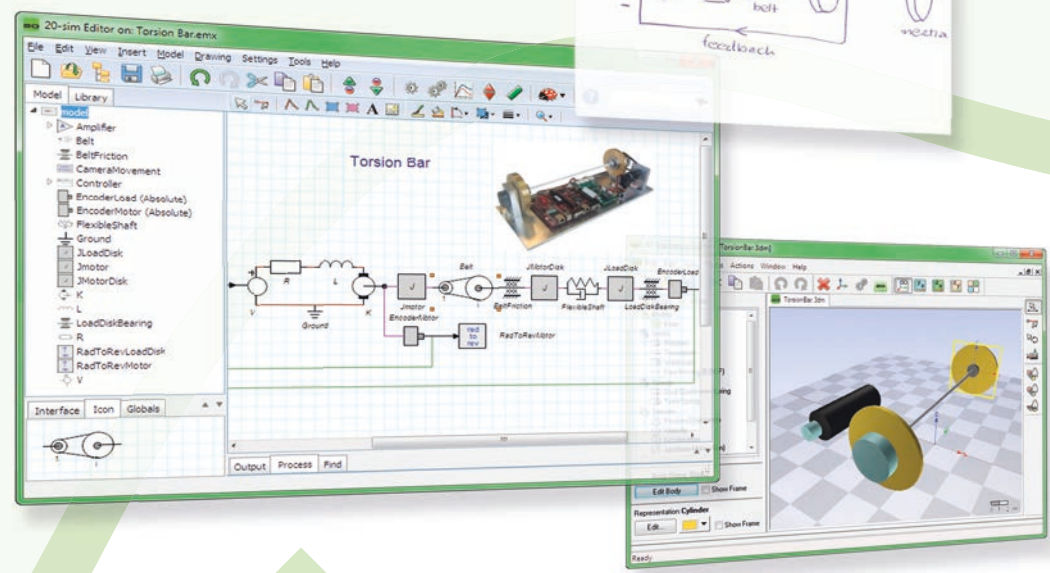 belt
feedback
20-sim Editor on: Torsion Bar.emx
File Edit View Insert Model Drawing Settings Tools Help
Model Library
model
Amplifier
Belt
BeltFriction
CameraMovement
Controller
EncoderLoad (Absolute)
EncoderMotor (Absolute)
FlexibleShaft
Ground
JLoadDisk
Jmotor
JMotorDisk
K
L
LoadDiskBearing
R
RadToRevLoadDisk
RadToRevMotor
V
Interface Icon Globals
Torsion Bar
R L
V
Ground
K
J
Jmotor
Belt
BeltFriction
JMotorDisk
J
FlexibleShaft
JLoadDisk
J
LoadDiskBearing
EncoderLoad
EncoderMotor
rad
to
rev
RadToRevMotor
Output Process Find
TorsionBar.3dm]
Actions Window Help
TorsionBar.3dm
Edit Body Show Frame
Representation Cylinder
Edit... Show Frame
Ready